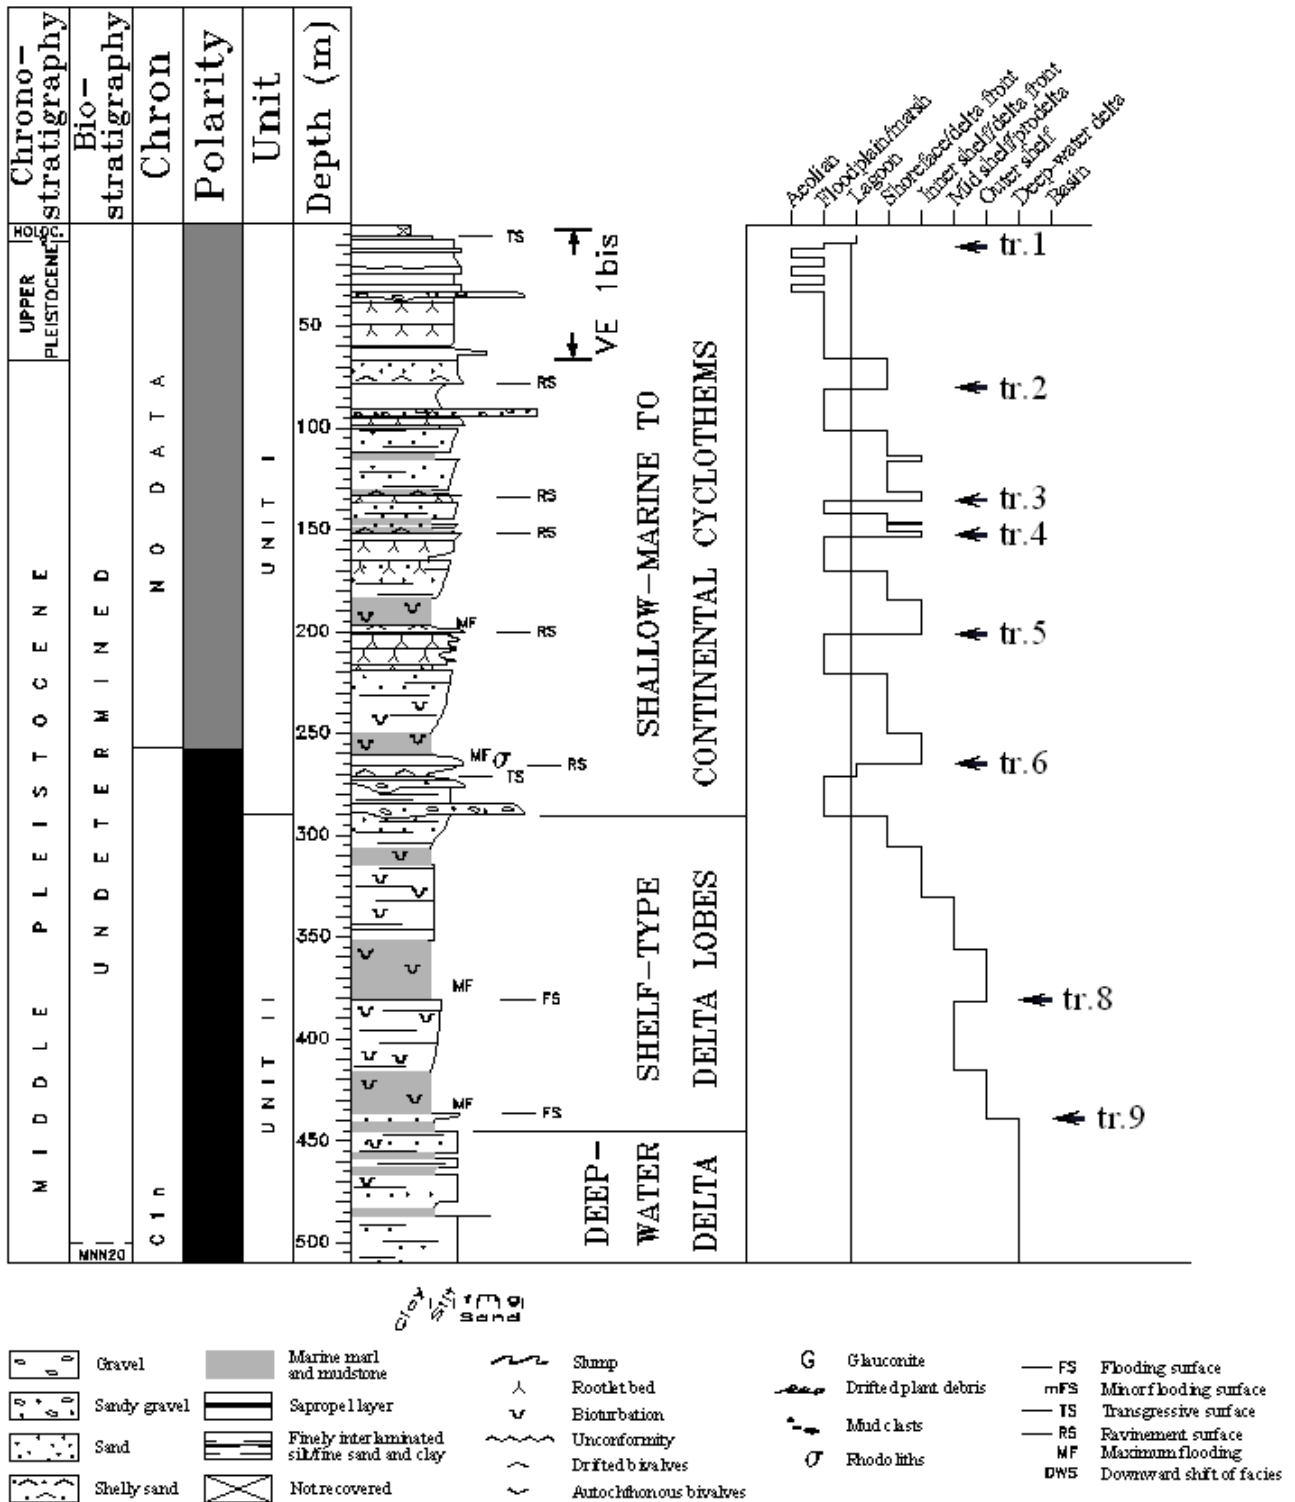 Chrono-
stratigraphy
Bio-
stratigraphy
Chron
Polarity
Unit
Depth (m)
Aeolian
Floodplain/marsh
Lagoon
Shoreface/delta front
Inner shelf/delta front
Mid shelf/prodelta
Outer shelf
Deep-water delta
Basin
HOLOC.
UPPER
PLEISTOCENE
MIDDLE PLEISTOCENE
UNDETERMINED
MNN20
NO DATA
C1n
UNIT I
UNIT II
50
100
150
200
250
300
350
400
450
500
TS
RS
RS
RS
MF
RS
MF
RS
TS
MF
FS
MF
FS
VE 1bis
SHALLOW-MARINE TO
CONTINENTAL CYCLOTHEMS
SHELF-TYPE
DELTA LOBES
DEEP-
WATER
DELTA
tr.1
tr.2
tr.3
tr.4
tr.5
tr.6
tr.8
tr.9
Clay
Silt
f m g
Sand
Gravel
Sandy gravel
Sand
Shelly sand
Marine marl
and mudstone
Sapropel layer
Finely interlaminated
silt/fine sand and clay
Not recovered
Slump
Rootlet bed
Bioturbation
Unconformity
Drifted bivalves
Autochthonous bivalves
G Glauconite
Drifted plant debris
Mud clasts
Rhodoliths
FS Flooding surface
mFS Minor flooding surface
TS Transgressive surface
RS Ravinement surface
MF Maximum flooding
DWS Downward shift of facies